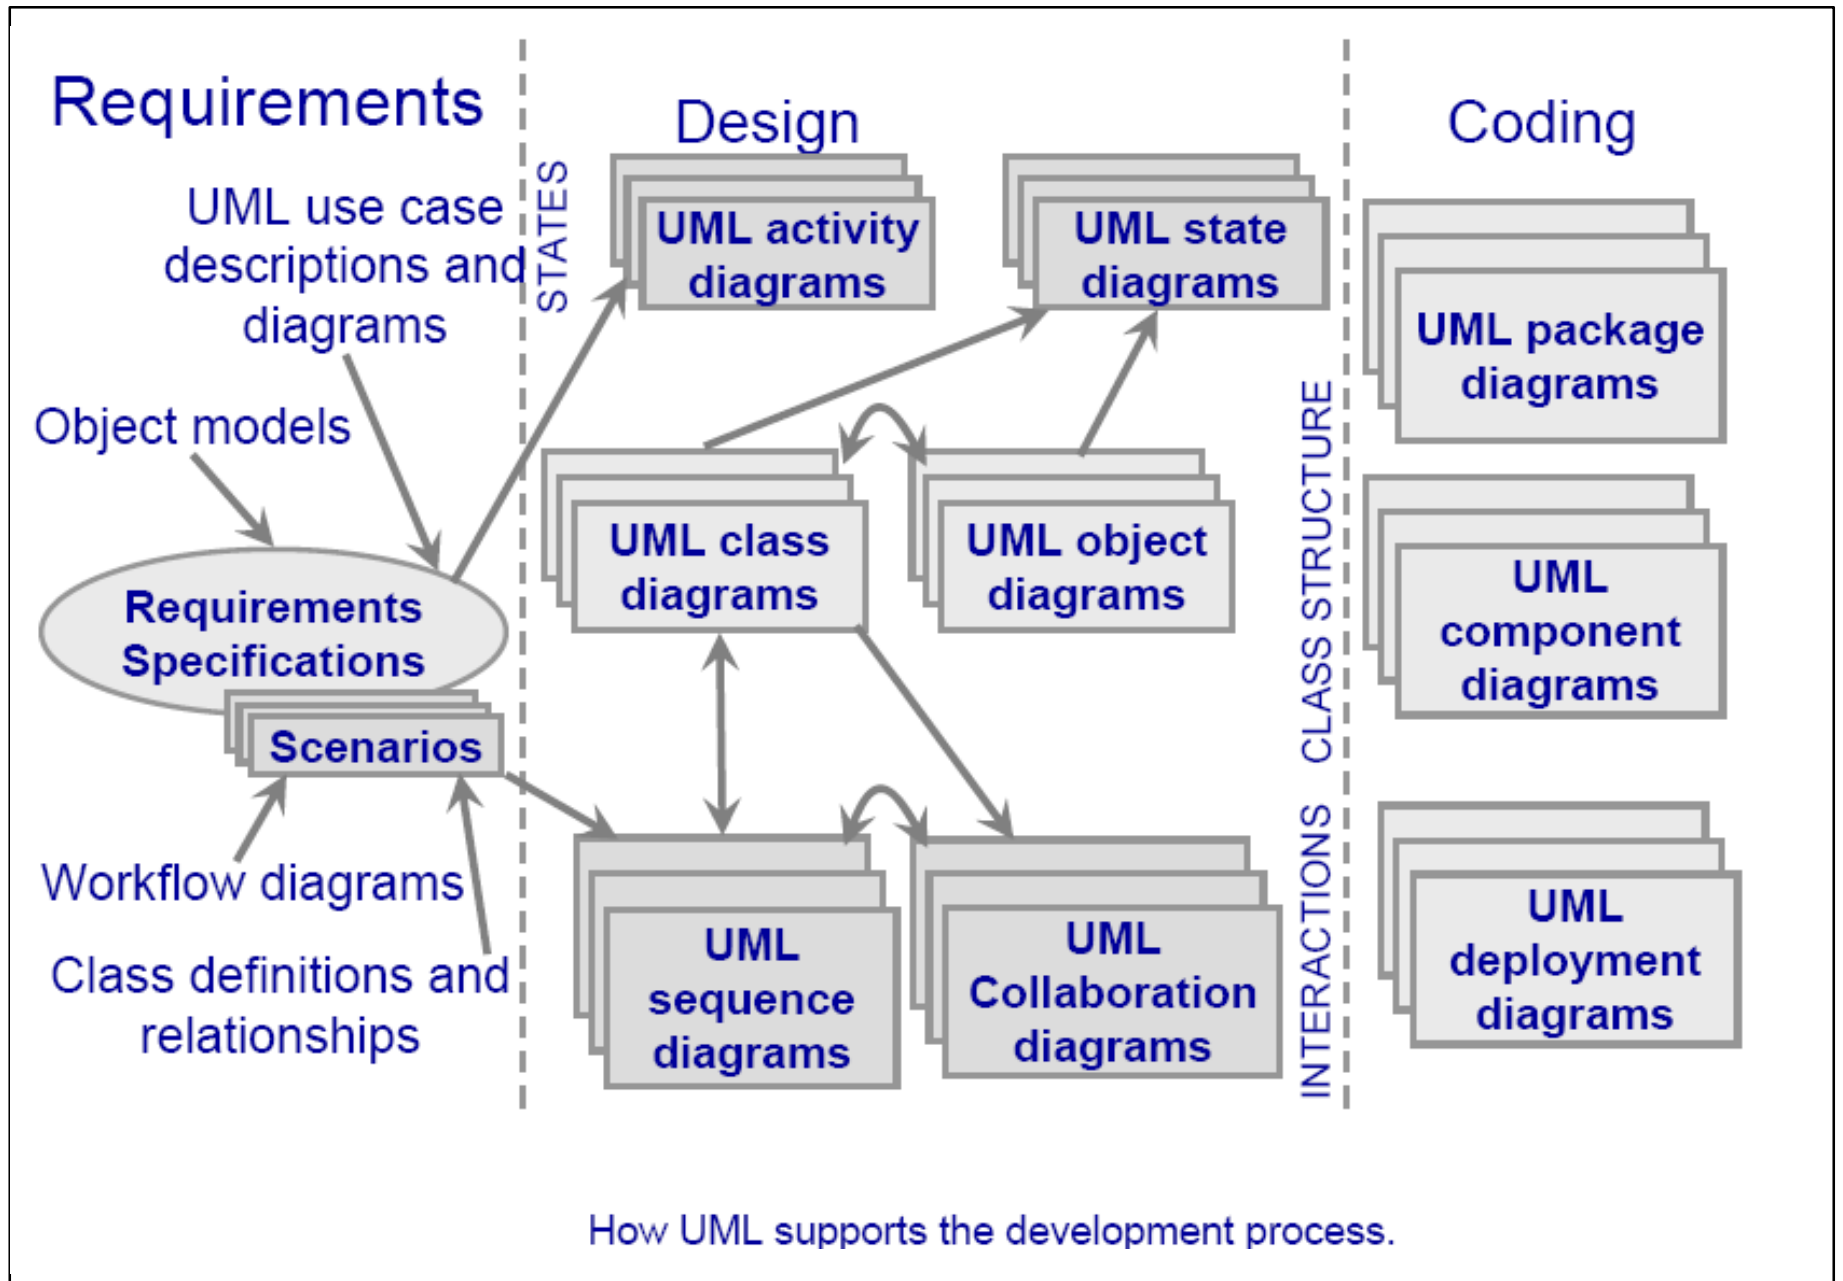 Requirements
UML use case
descriptions and
diagrams
Object models
Requirements
Specifications
Scenarios
Workflow diagrams
Class definitions and
relationships
Design
STATES
UML activity
diagrams
UML state
diagrams
UML class
diagrams
UML object
diagrams
CLASS STRUCTURE
UML
sequence
diagrams
UML
Collaboration
diagrams
INTERACTIONS
Coding
UML package
diagrams
UML
component
diagrams
UML
deployment
diagrams
How UML supports the development process.